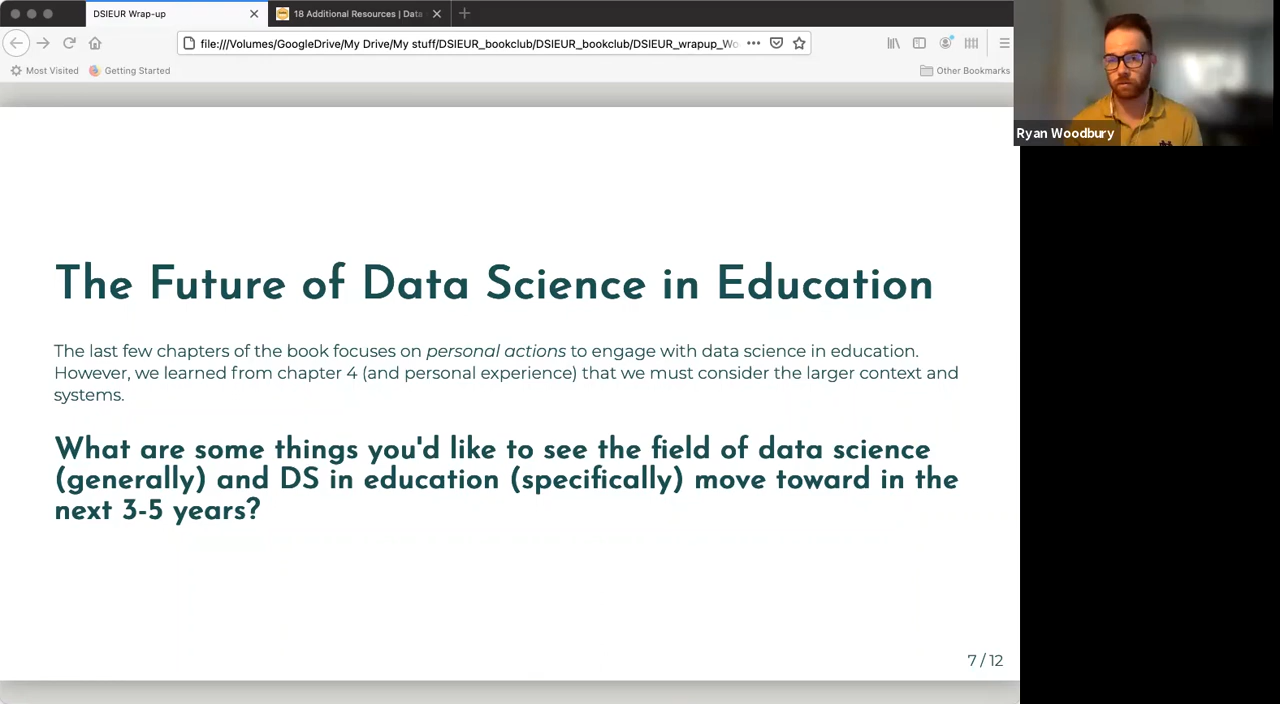 DSIEUR Wrap-up
18 Additional Resources | Data
file:///Volumes/GoogleDrive/My Drive/My stuff/DSIEUR_bookclub/DSIEUR_bookclub/DSIEUR_wrapup_Wo
Most Visited
Getting Started
Other Bookmarks
Ryan Woodbury
The Future of Data Science in Education
The last few chapters of the book focuses on personal actions to engage with data science in education.
However, we learned from chapter 4 (and personal experience) that we must consider the larger context and
systems.
What are some things you'd like to see the field of data science
(generally) and DS in education (specifically) move toward in the
next 3-5 years?
7 / 12